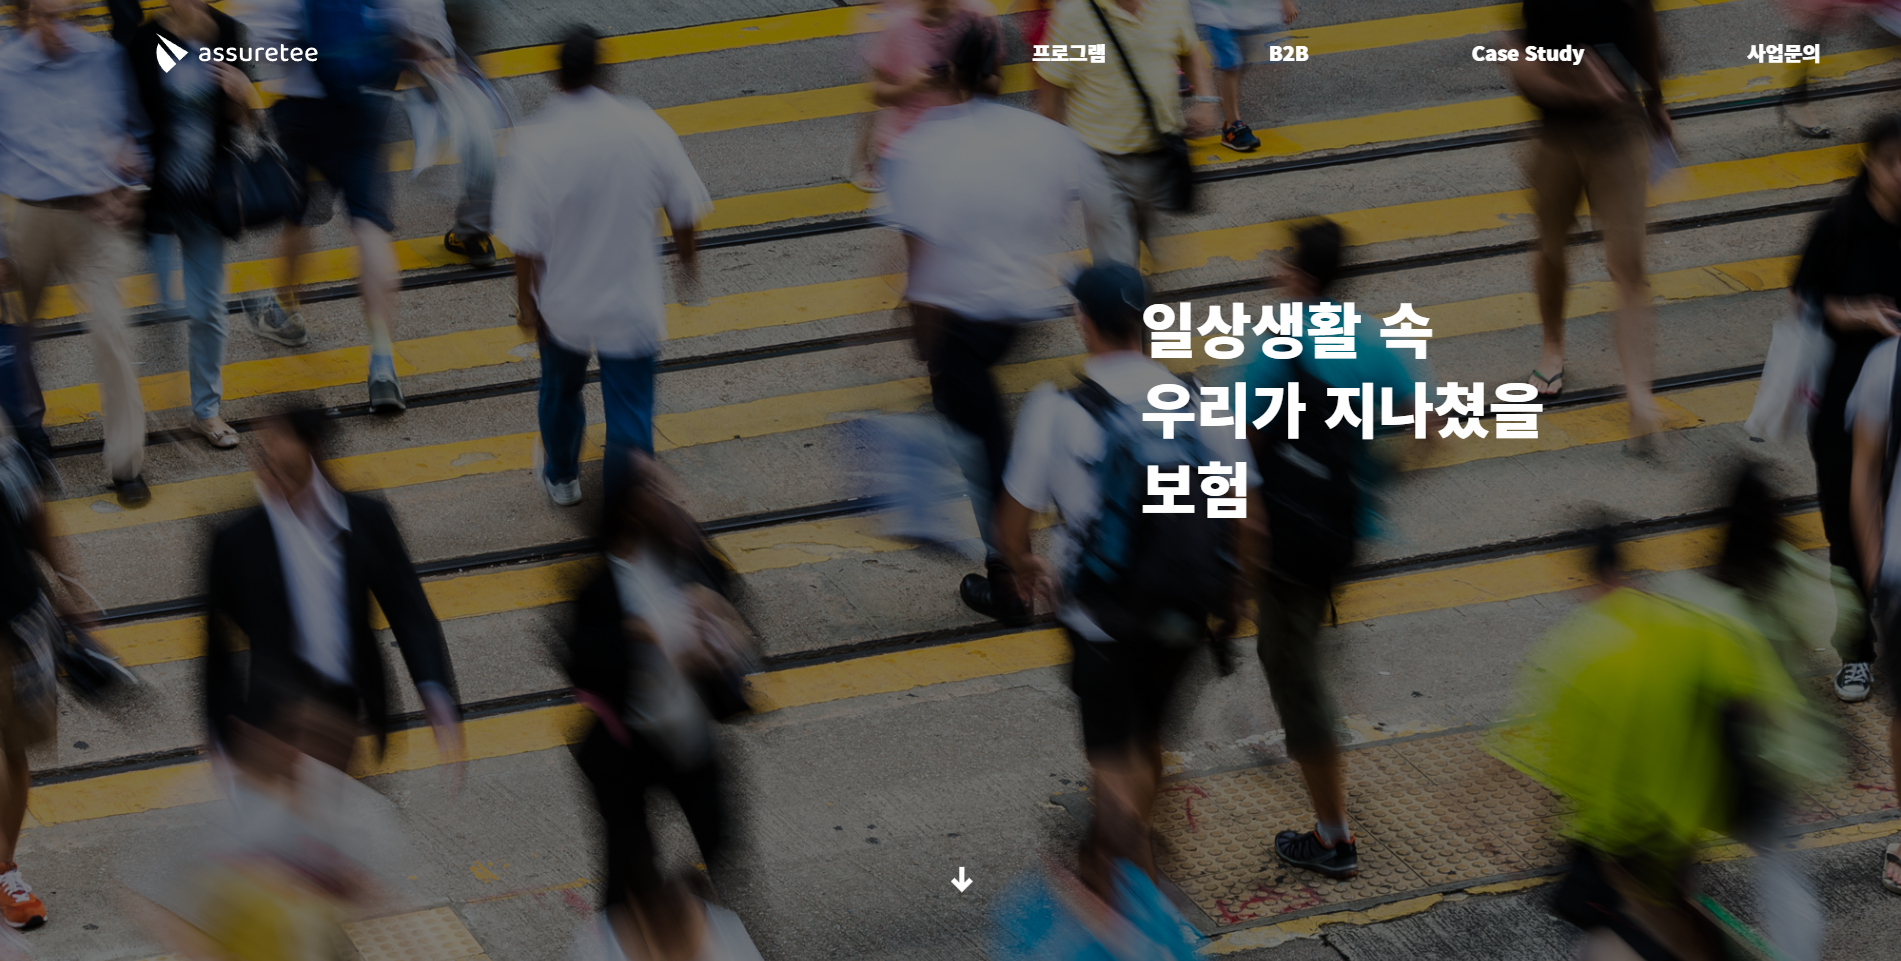 assuretee
프로그램
B2B
Case Study
사업문의
일상생활 속
우리가 지나쳤을
보험